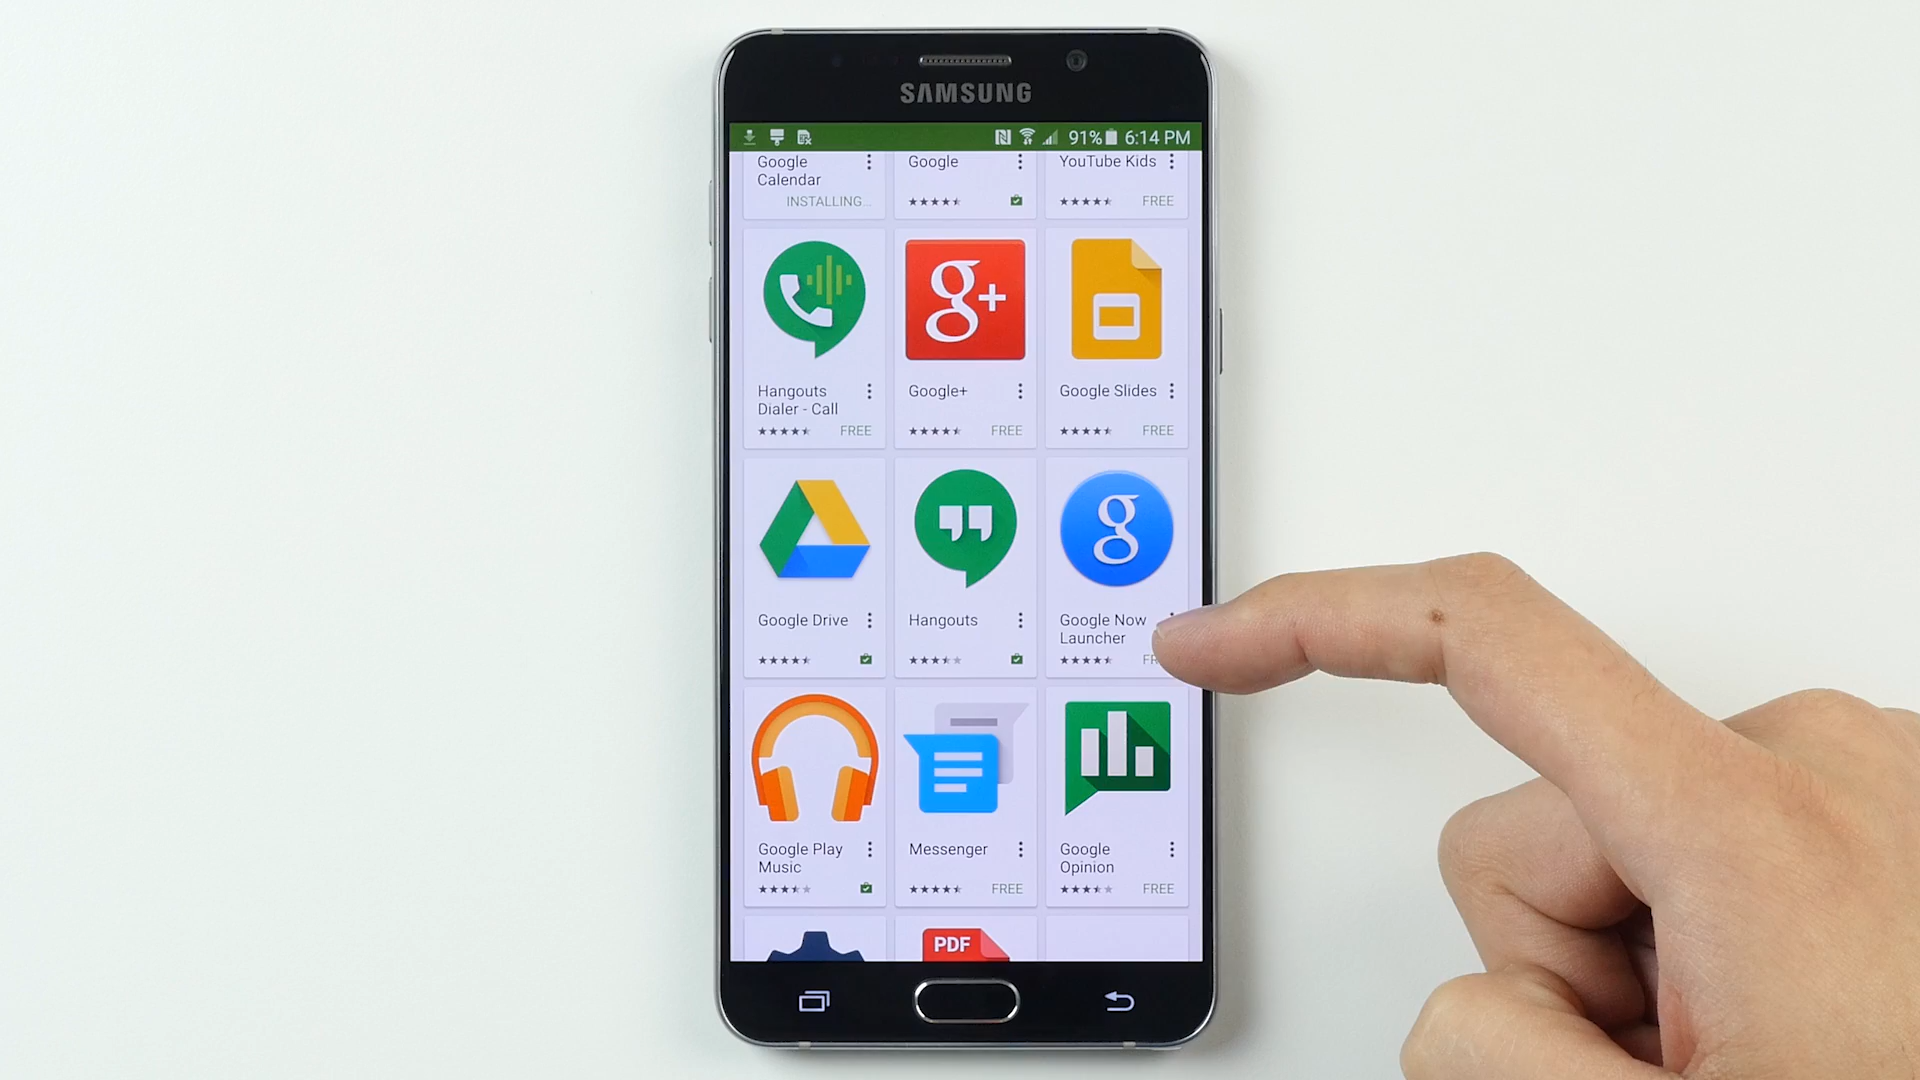 SAMSUNG
91% 6:14 PM
Google Calendar
INSTALLING...
Google
YouTube Kids
FREE
Hangouts Dialer - Call
FREE
g+
Google+
FREE
Google Slides
FREE
Google Drive
Hangouts
g
Google Now Launcher
FR
Google Play Music
Messenger
FREE
Google Opinion
FREE
PDF